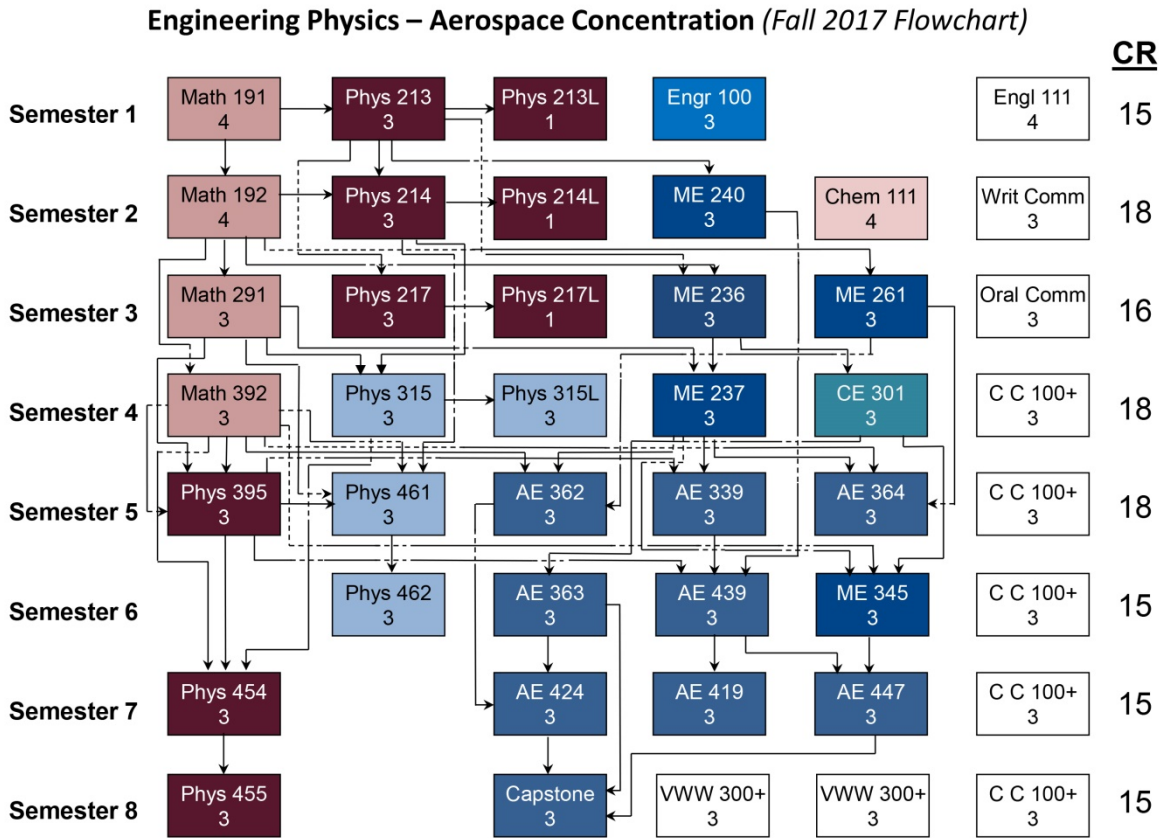 Engineering Physics – Aerospace Concentration (Fall 2017 Flowchart)
CR
Semester 1
Math 191
4
Phys 213
3
Phys 213L
1
Engr 100
3
Engl 111
4
15
Semester 2
Math 192
4
Phys 214
3
Phys 214L
1
ME 240
3
Chem 111
4
Writ Comm
3
18
Semester 3
Math 291
3
Phys 217
3
Phys 217L
1
ME 236
3
ME 261
3
Oral Comm
3
16
Semester 4
Math 392
3
Phys 315
3
Phys 315L
3
ME 237
3
CE 301
3
C C 100+
3
18
Semester 5
Phys 395
3
Phys 461
3
AE 362
3
AE 339
3
AE 364
3
C C 100+
3
18
Semester 6
Phys 462
3
AE 363
3
AE 439
3
ME 345
3
C C 100+
3
15
Semester 7
Phys 454
3
AE 424
3
AE 419
3
AE 447
3
C C 100+
3
15
Semester 8
Phys 455
3
Capstone
3
VWW 300+
3
VWW 300+
3
C C 100+
3
15